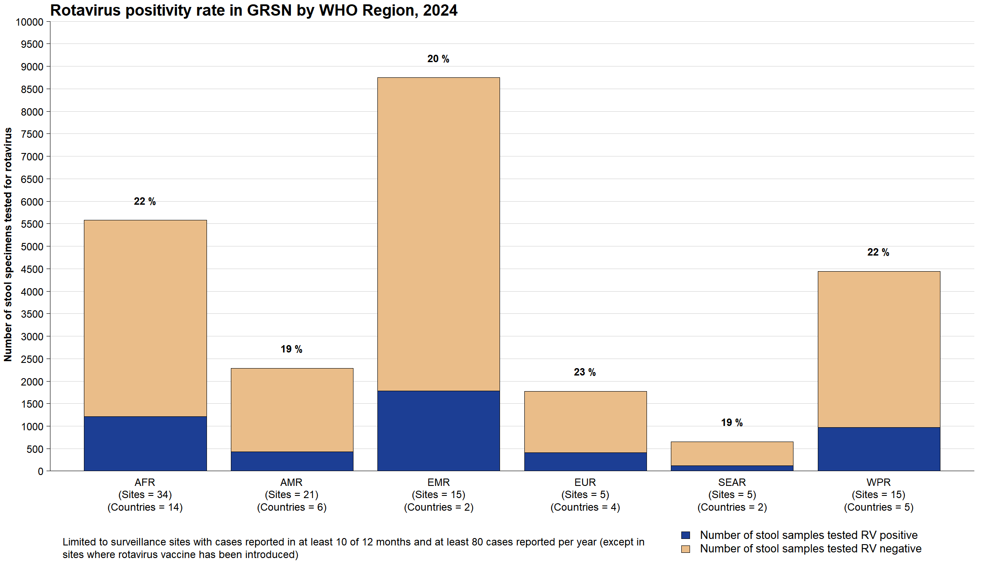 Rotavirus positivity rate in GRSN by WHO Region, 2024
Number of stool specimens tested for rotavirus
10000
9500
9000
8500
8000
7500
7000
6500
6000
5500
5000
4500
4000
3500
3000
2500
2000
1500
1000
500
0
22 %
19 %
20 %
23 %
19 %
22 %
AFR
(Sites = 34)
(Countries = 14)
AMR
(Sites = 21)
(Countries = 6)
EMR
(Sites = 15)
(Countries = 2)
EUR
(Sites = 5)
(Countries = 4)
SEAR
(Sites = 5)
(Countries = 2)
WPR
(Sites = 15)
(Countries = 5)
Limited to surveillance sites with cases reported in at least 10 of 12 months and at least 80 cases reported per year (except in
sites where rotavirus vaccine has been introduced)
Number of stool samples tested RV positive
Number of stool samples tested RV negative